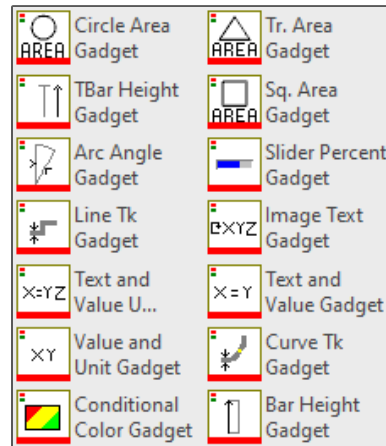 AREA
Circle Area
Gadget
AREA
Tr. Area
Gadget
TBar Height
Gadget
AREA
Sq. Area
Gadget
Arc Angle
Gadget
Slider Percent
Gadget
Line Tk
Gadget
XYZ
Image Text
Gadget
X=YZ
Text and
Value U...
X=Y
Text and
Value Gadget
XY
Value and
Unit Gadget
Curve Tk
Gadget
Conditional
Color Gadget
Bar Height
Gadget